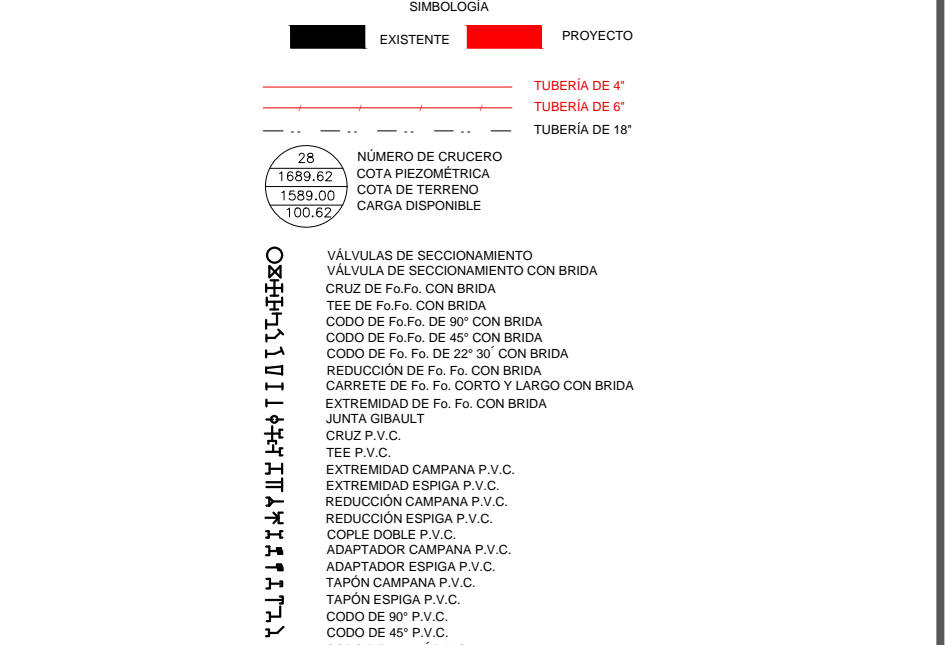 SIMBOLOGÍA
EXISTENTE
PROYECTO
TUBERÍA DE 4"
TUBERÍA DE 6"
TUBERÍA DE 18"
28 NÚMERO DE CRUCERO
1689.62 COTA PIEZOMÉTRICA
1589.00 COTA DE TERRENO
100.62 CARGA DISPONIBLE
VÁLVULAS DE SECCIONAMIENTO
VÁLVULA DE SECCIONAMIENTO CON BRIDA
CRUZ DE Fo.Fo. CON BRIDA
TEE DE Fo.Fo. CON BRIDA
CODO DE Fo.Fo. DE 90° CON BRIDA
CODO DE Fo.Fo. DE 45° CON BRIDA
CODO DE Fo. Fo. DE 22° 30´ CON BRIDA
REDUCCIÓN DE Fo. Fo. CON BRIDA
CARRETE DE Fo. Fo. CORTO Y LARGO CON BRIDA
EXTREMIDAD DE Fo. Fo. CON BRIDA
JUNTA GIBAULT
CRUZ P.V.C.
TEE P.V.C.
EXTREMIDAD CAMPANA P.V.C.
EXTREMIDAD ESPIGA P.V.C.
REDUCCIÓN CAMPANA P.V.C.
REDUCCIÓN ESPIGA P.V.C.
COPLE DOBLE P.V.C.
ADAPTADOR CAMPANA P.V.C.
ADAPTADOR ESPIGA P.V.C.
TAPÓN CAMPANA P.V.C.
TAPÓN ESPIGA P.V.C.
CODO DE 90° P.V.C.
CODO DE 45° P.V.C.